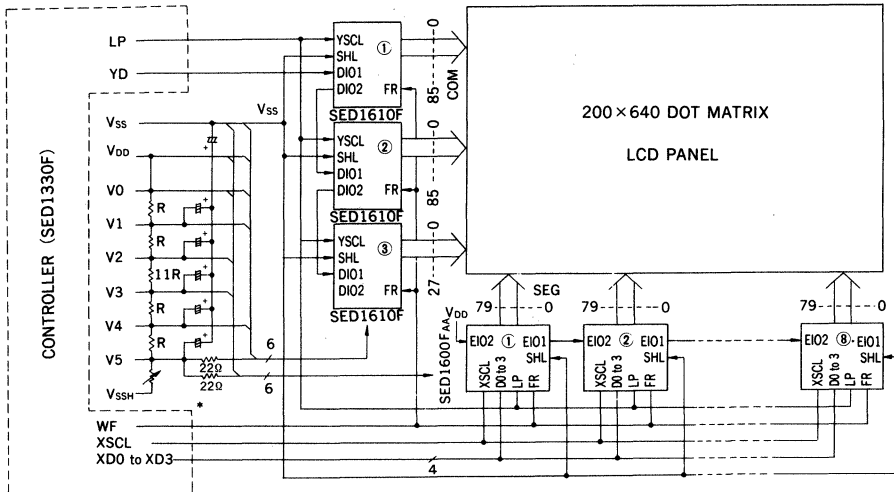 CONTROLLER (SED1330F)
LP
YD
VSS
VDD
V0
V1
V2
V3
V4
V5
VSSH
WF
XSCL
XD0 to XD3
R
R
11R
R
R
+
+
+
+
+
22Ω
22Ω
*
6
6
4
VSS
YSCL
SHL
DIO1
DIO2 FR
①
SED1610F
85-----0
COM
YSCL
SHL
DIO1
DIO2 FR
②
SED1610F
85-----0
YSCL
SHL
DIO1
DIO2 FR
③
SED1610F
27-----0
200×640 DOT MATRIX
LCD PANEL
SEG
79-----0
79-----0
79-----0
VDD
SED1600FAA
EIO2 ① EIO1
SHL
XSCL
D0 to 3
LP
FR
EIO2 ② EIO1
SHL
XSCL
D0 to 3
LP
FR
EIO2 ⑧ EIO1
SHL
XSCL
D0 to 3
LP
FR